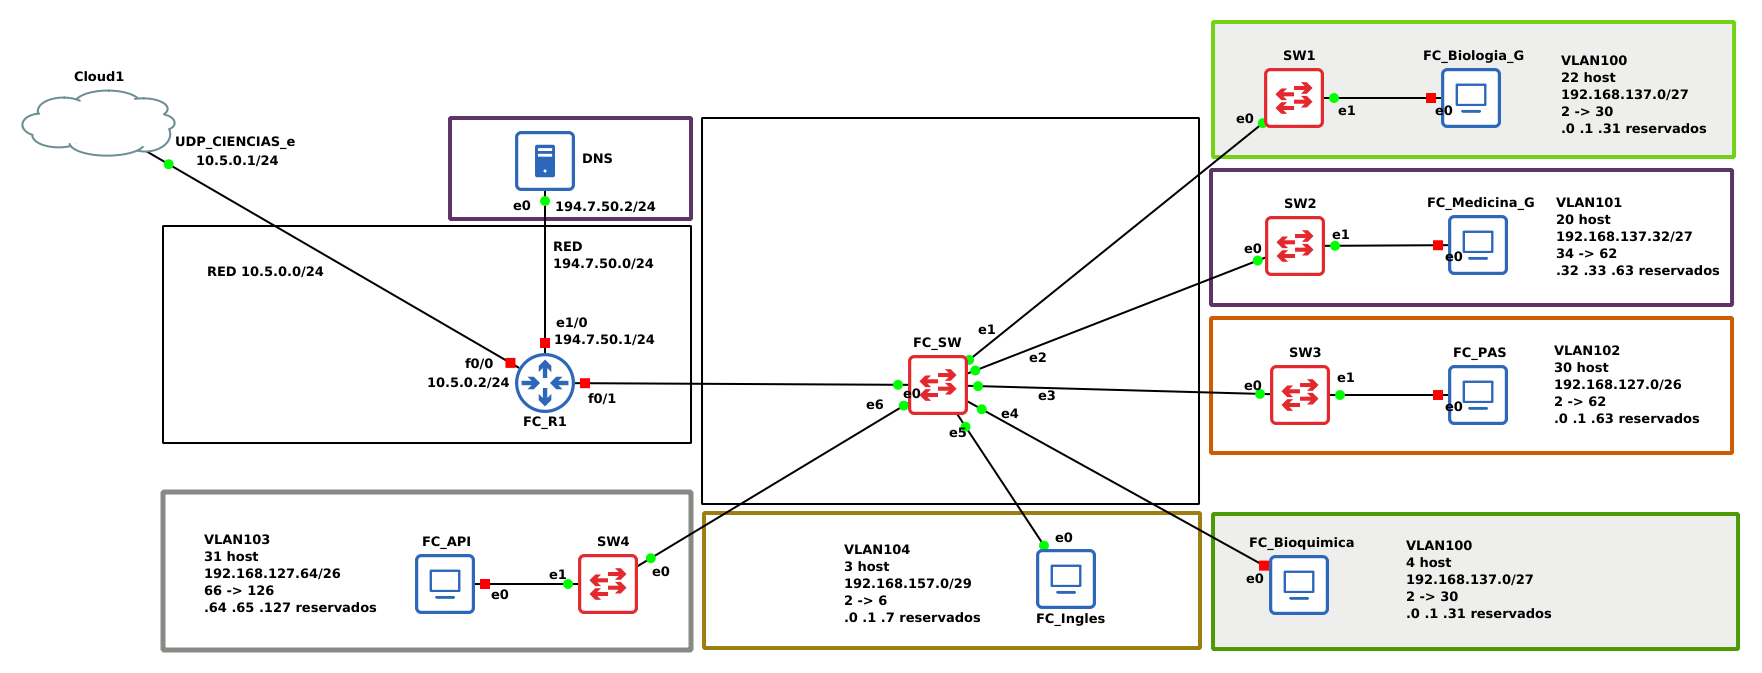 Cloud1
UDP_CIENCIAS_e
10.5.0.1/24
RED 10.5.0.0/24
DNS
e0
194.7.50.2/24
RED
194.7.50.0/24
e1/0
194.7.50.1/24
f0/0
10.5.0.2/24
f0/1
FC_R1
FC_SW
e0
e1
e2
e3
e4
e5
e6
SW1
e0
e1
FC_Biologia_G
e0
VLAN100
22 host
192.168.137.0/27
2 -> 30
.0 .1 .31 reservados
SW2
e0
e1
FC_Medicina_G
e0
VLAN101
20 host
192.168.137.32/27
34 -> 62
.32 .33 .63 reservados
SW3
e0
e1
FC_PAS
e0
VLAN102
30 host
192.168.127.0/26
2 -> 62
.0 .1 .63 reservados
VLAN103
31 host
192.168.127.64/26
66 -> 126
.64 .65 .127 reservados
FC_API
e0
SW4
e1
e0
VLAN104
3 host
192.168.157.0/29
2 -> 6
.0 .1 .7 reservados
e0
FC_Ingles
FC_Bioquimica
e0
VLAN100
4 host
192.168.137.0/27
2 -> 30
.0 .1 .31 reservados